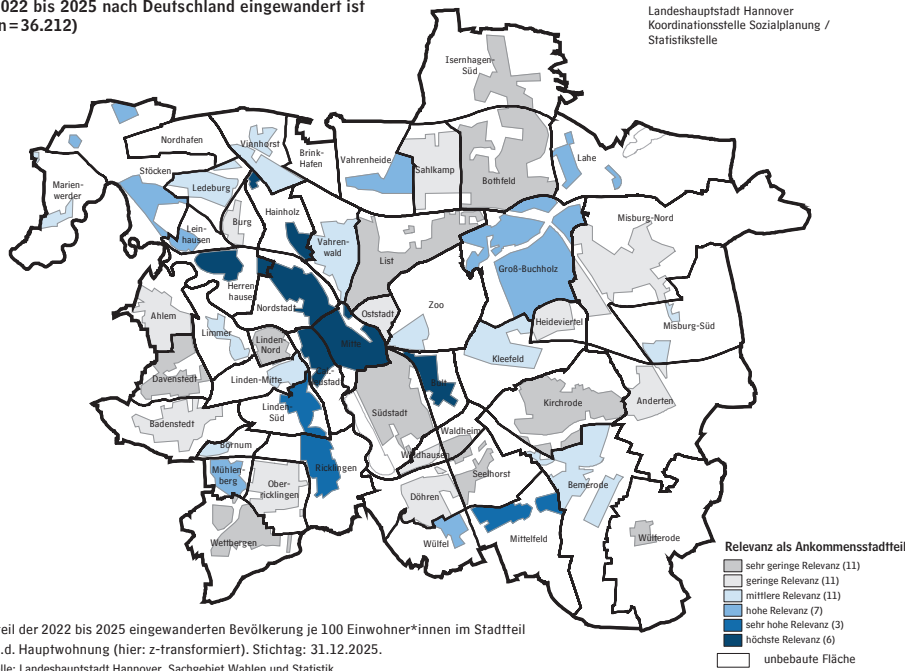 2022 bis 2025 nach Deutschland eingewandert ist
n=36.212)
Landeshauptstadt Hannover
Koordinationsstelle Sozialplanung /
Statistikstelle
Isernhagen-
Süd
Nordhafen
Vinnhorst
Brink-
Hafen
Vahrenheide
Sahlkamp
Bothfeld
Lahe
Marien-
werder
Stöcken
Ledeburg
Burg
Hainholz
Lein-
hausen
Vahren-
wald
List
Groß-Buchholz
Misburg-Nord
Herren
hausen
Nordstadt
Zoo
Oststadt
Heideviertel
Misburg-Süd
Ahlem
Limmer
Linden-
Nord
Mitte
Kleefeld
Davenstedt
Linden-Mitte
Bult
Linden-
Süd
Südstadt
Kirchrode
Anderten
Badenstedt
Waldheim
Waldhausen
Bornum
Ricklingen
Seelhorst
Mühlen-
berg
Ober-
ricklingen
Döhren
Bemerode
Wettbergen
Wülfel
Mittelfeld
Wülferode
Relevanz als Ankommensstadtteil
sehr geringe Relevanz (11)
geringe Relevanz (11)
mittlere Relevanz (11)
hohe Relevanz (7)
sehr hohe Relevanz (3)
höchste Relevanz (6)
unbebaute Fläche
eil der 2022 bis 2025 eingewanderten Bevölkerung je 100 Einwohner*innen im Stadtteil
.d. Hauptwohnung (hier: z-transformiert). Stichtag: 31.12.2025.
lle: Landeshauptstadt Hannover, Sachgebiet Wahlen und Statistik